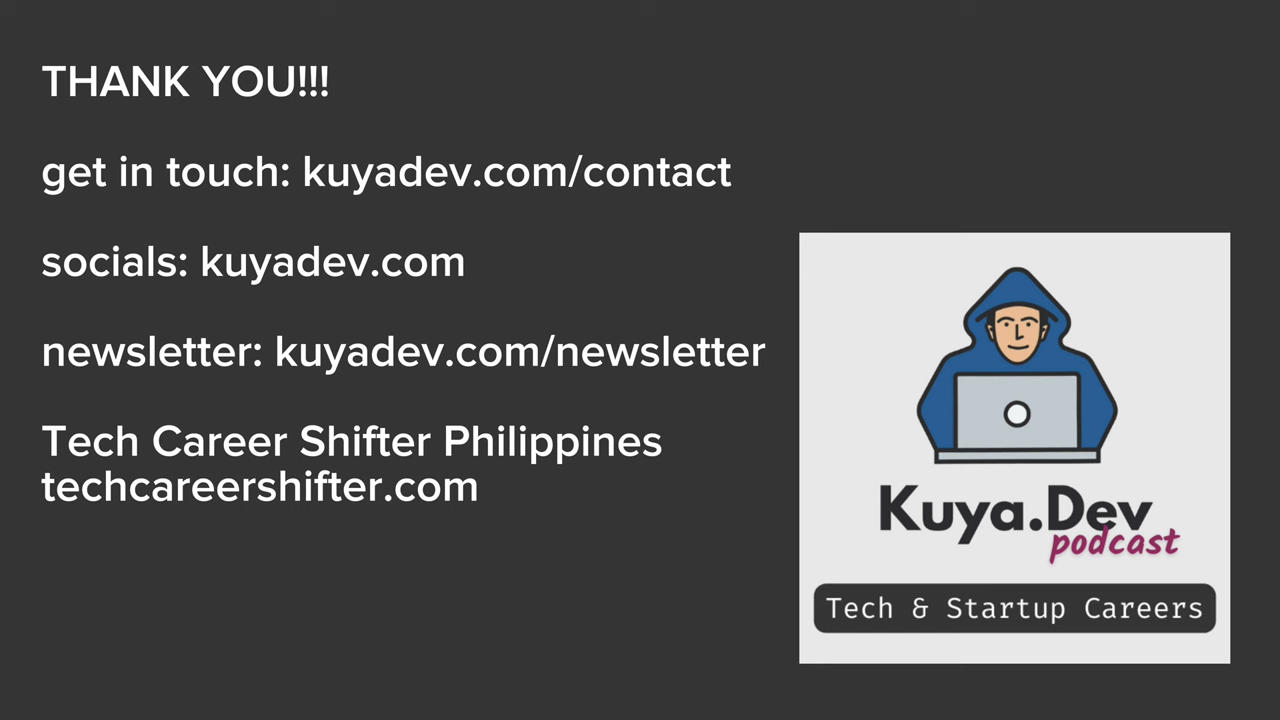 THANK YOU!!!
get in touch: kuyadev.com/contact
socials: kuyadev.com
newsletter: kuyadev.com/newsletter
Tech Career Shifter Philippines
techcareershifter.com
Kuya.Dev
podcast
Tech & Startup Careers